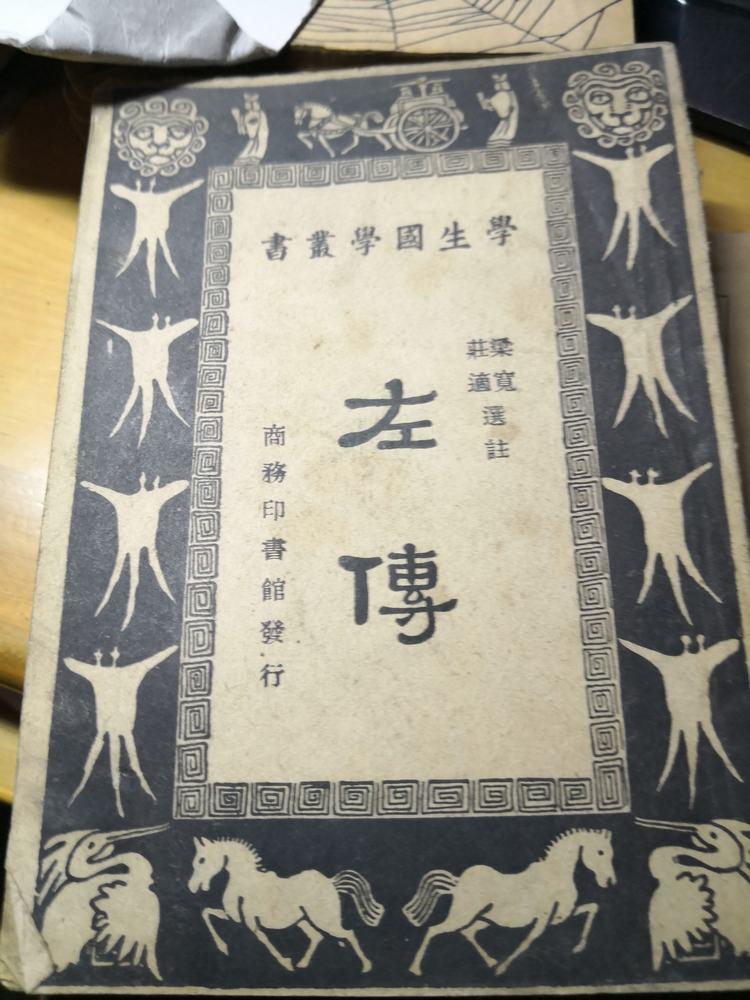 學生國學叢書
梁寬
莊適
選註
左傳
商務印書館發行